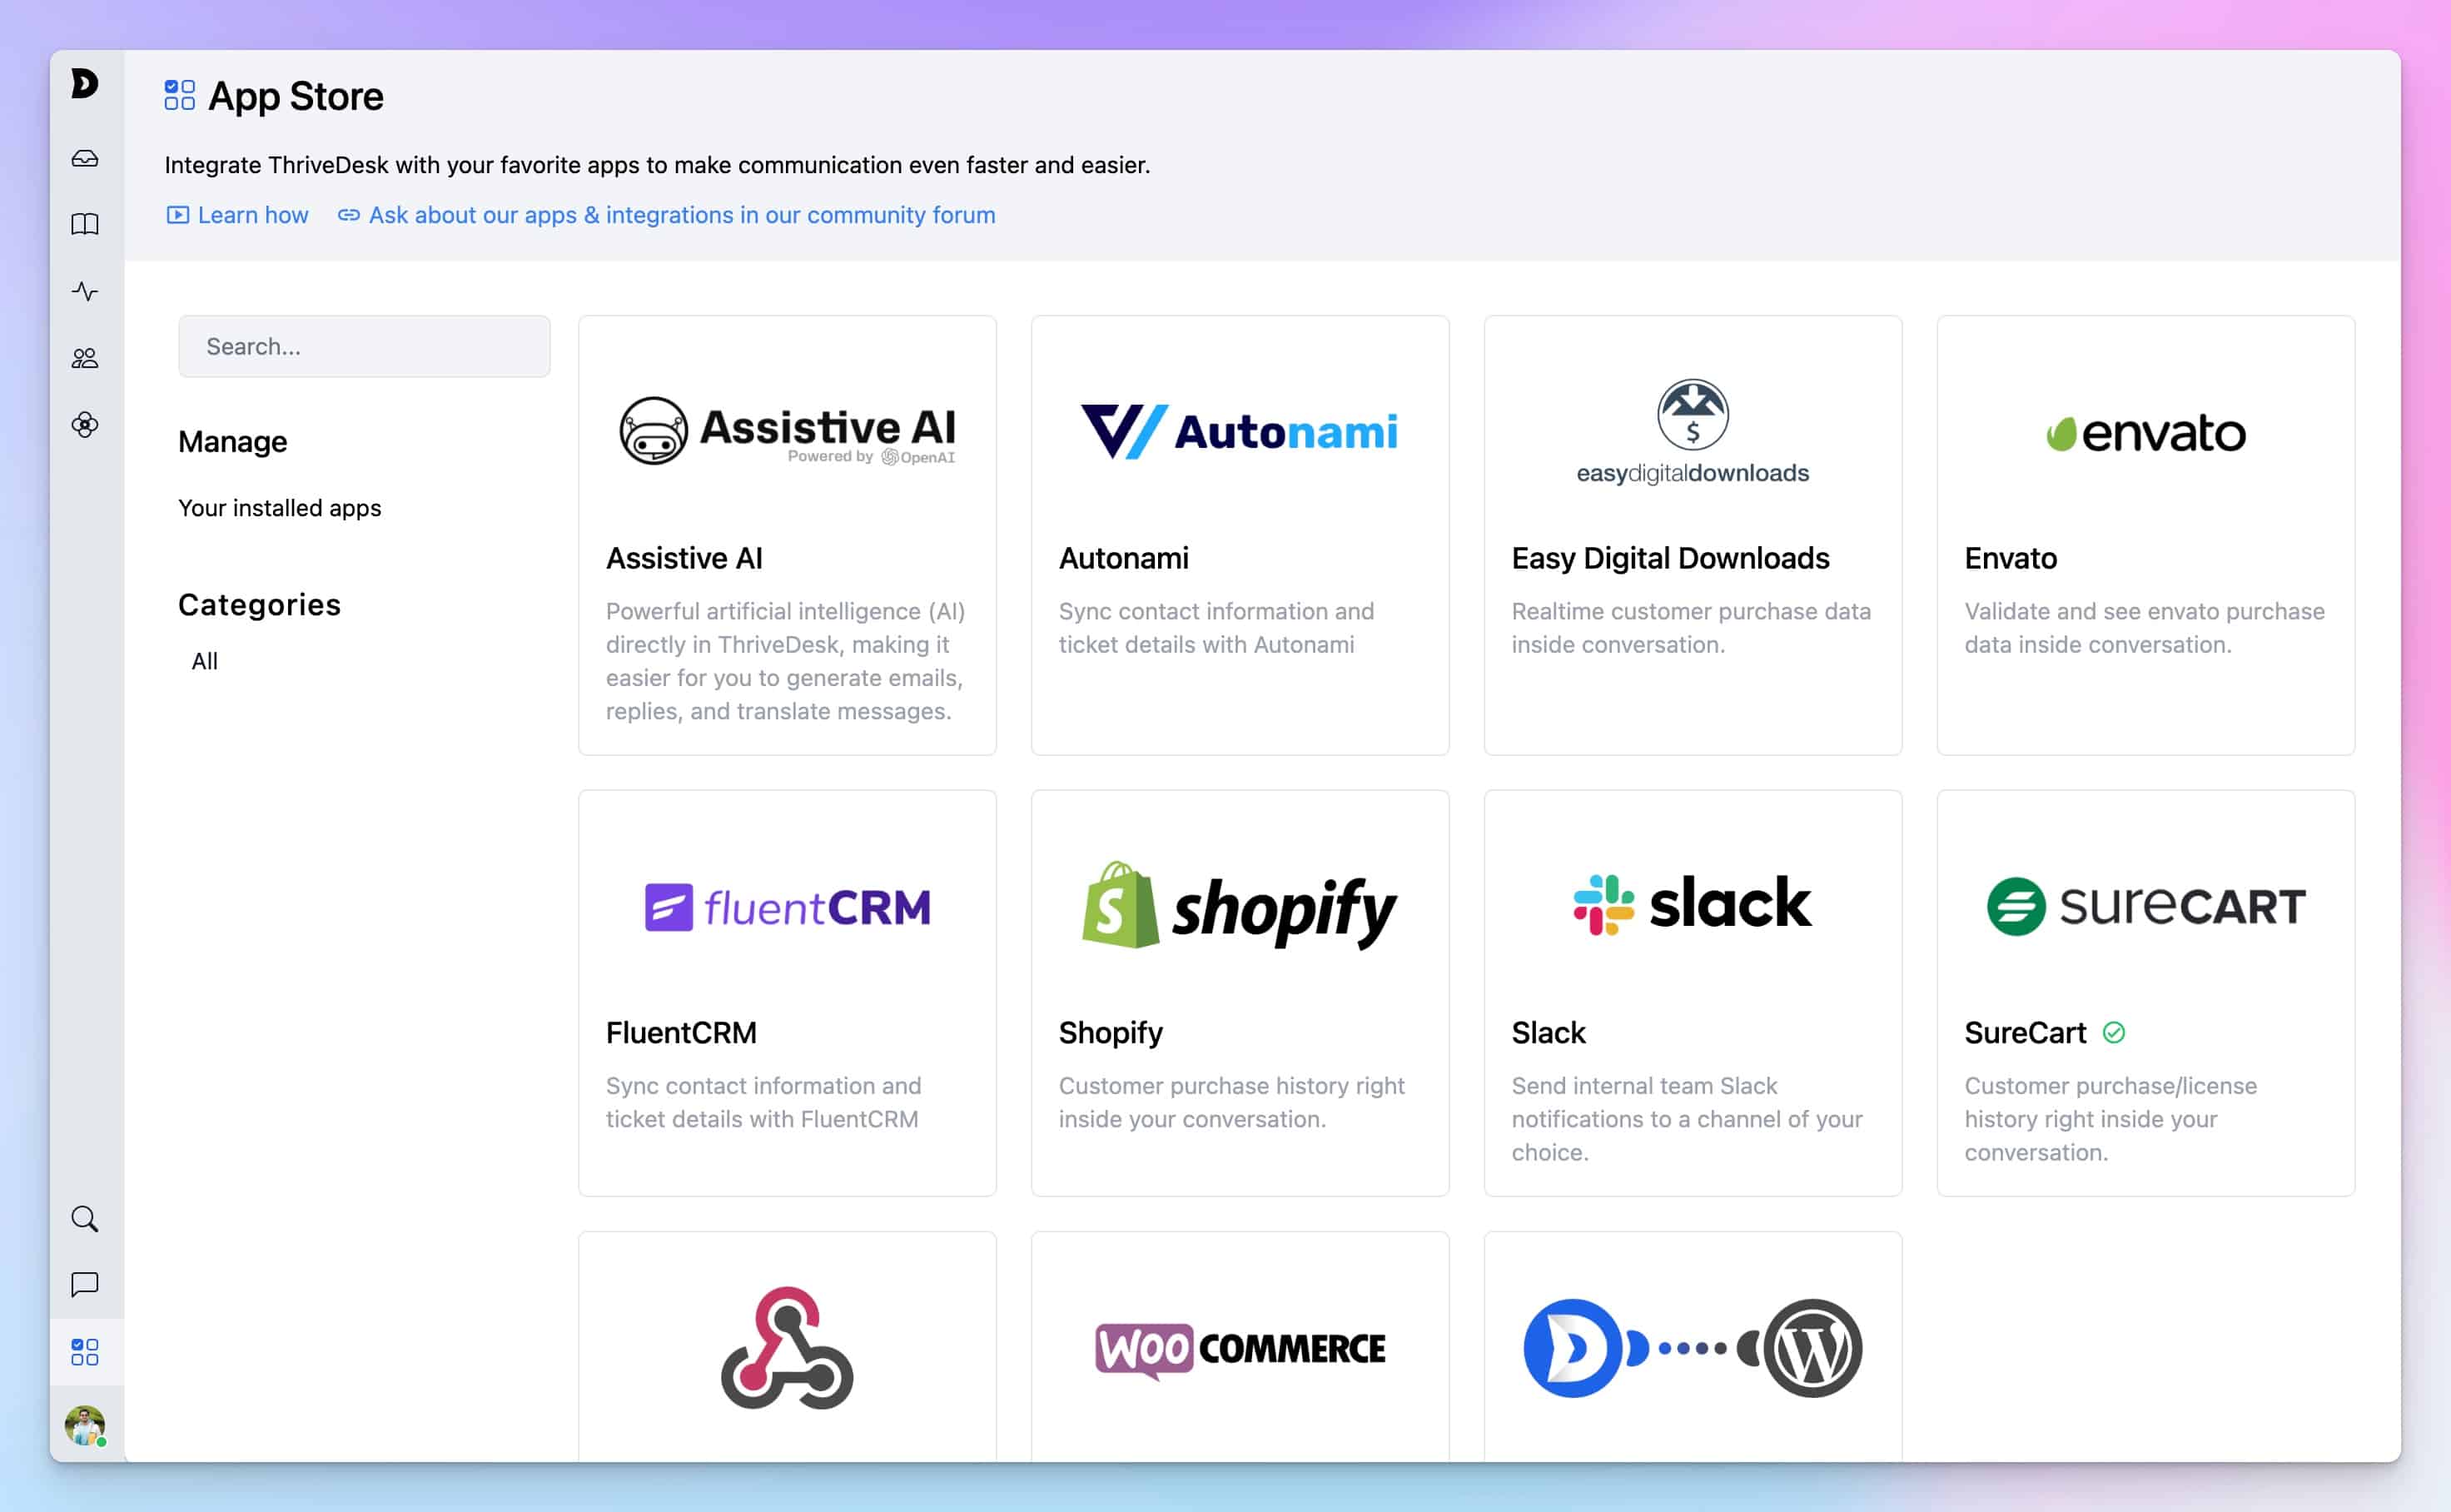 App Store
Integrate ThriveDesk with your favorite apps to make communication even faster and easier.
Learn how
Ask about our apps & integrations in our community forum
Search...
Manage
Your installed apps
Categories
All
Assistive AI
Powered by OpenAI
Assistive AI
Powerful artificial intelligence (AI)
directly in ThriveDesk, making it
easier for you to generate emails,
replies, and translate messages.
Autonami
Autonami
Sync contact information and
ticket details with Autonami
$
easydigitaldownloads
Easy Digital Downloads
Realtime customer purchase data
inside conversation.
envato
Envato
Validate and see envato purchase
data inside conversation.
fluentCRM
FluentCRM
Sync contact information and
ticket details with FluentCRM
S shopify
Shopify
Customer purchase history right
inside your conversation.
slack
Slack
Send internal team Slack
notifications to a channel of your
choice.
sureCART
SureCart
Customer purchase/license
history right inside your
conversation.
WOO COMMERCE
W